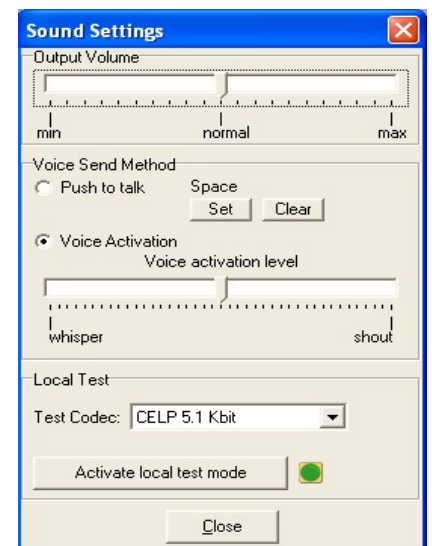 Sound Settings
Output Volume
min normal max
Voice Send Method
Push to talk Space
Set Clear
Voice Activation
Voice activation level
whisper shout
Local Test
Test Codec: CELP 5.1 Kbit
Activate local test mode
Close